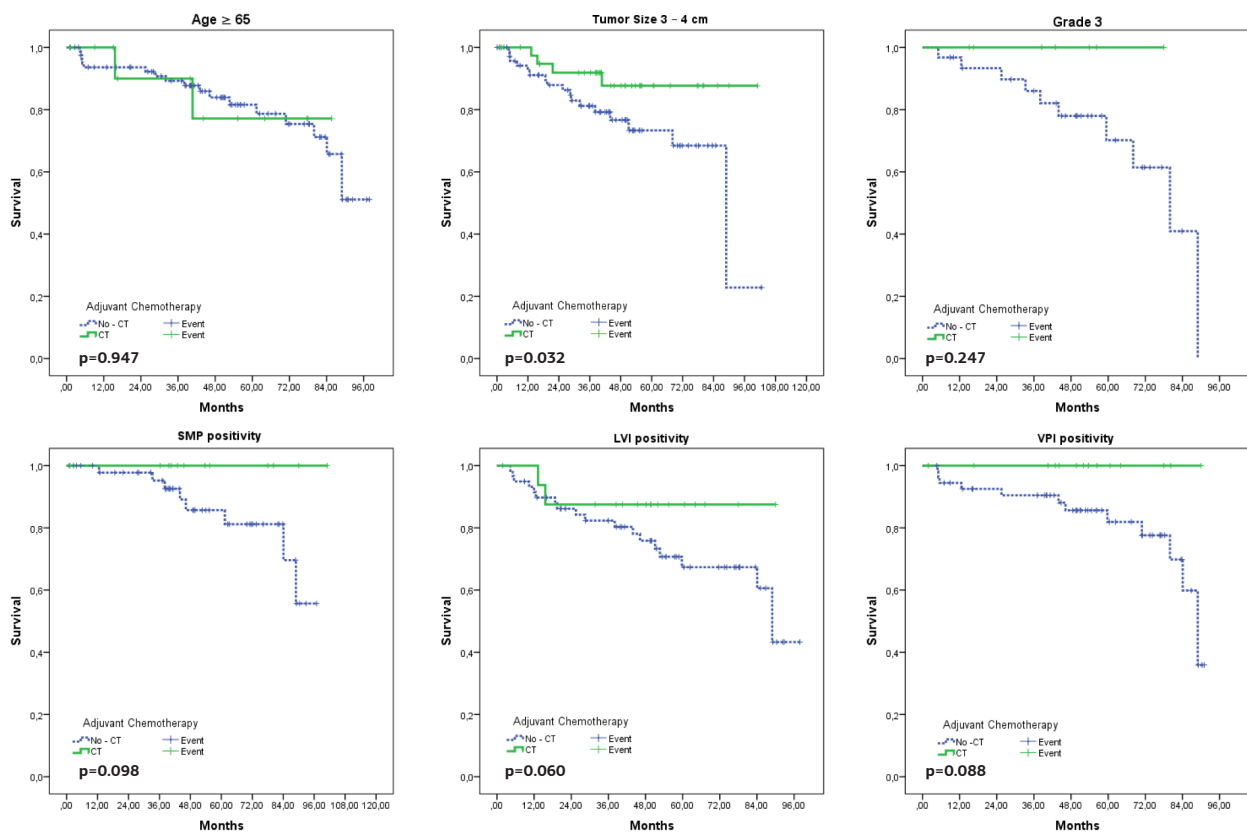 Age ≥ 65
Survival
1,0
0,8
0,6
0,4
0,2
0,0
Adjuvant Chemotherapy
No - CT Event
CT Event
p=0.947
,00 12,00 24,00 36,00 48,00 60,00 72,00 84,00 96,00
Months
Tumor Size 3 – 4 cm
Survival
1,0
0,8
0,6
0,4
0,2
0,0
Adjuvant Chemotherapy
No - CT Event
CT Event
p=0.032
,00 12,00 24,00 36,00 48,00 60,00 72,00 84,00 96,00 108,00 120,00
Months
Grade 3
Survival
1,0
0,8
0,6
0,4
0,2
0,0
Adjuvant Chemotherapy
No - CT Event
CT Event
p=0.247
,00 12,00 24,00 36,00 48,00 60,00 72,00 84,00 96,00
Months
SMP positivity
Survival
1,0
0,8
0,6
0,4
0,2
0,0
Adjuvant Chemotherapy
No - CT Event
CT Event
p=0.098
,00 12,00 24,00 36,00 48,00 60,00 72,00 84,00 96,00 108,00 120,00
Months
LVI positivity
Survival
1,0
0,8
0,6
0,4
0,2
0,0
Adjuvant Chemotherapy
No - CT Event
CT Event
p=0.060
,00 12,00 24,00 36,00 48,00 60,00 72,00 84,00 96,00
Months
VPI positivity
Survival
1,0
0,8
0,6
0,4
0,2
0,0
Adjuvant Chemotherapy
No -CT Event
CT Event
p=0.088
,00 12,00 24,00 36,00 48,00 60,00 72,00 84,00 96,00
Months